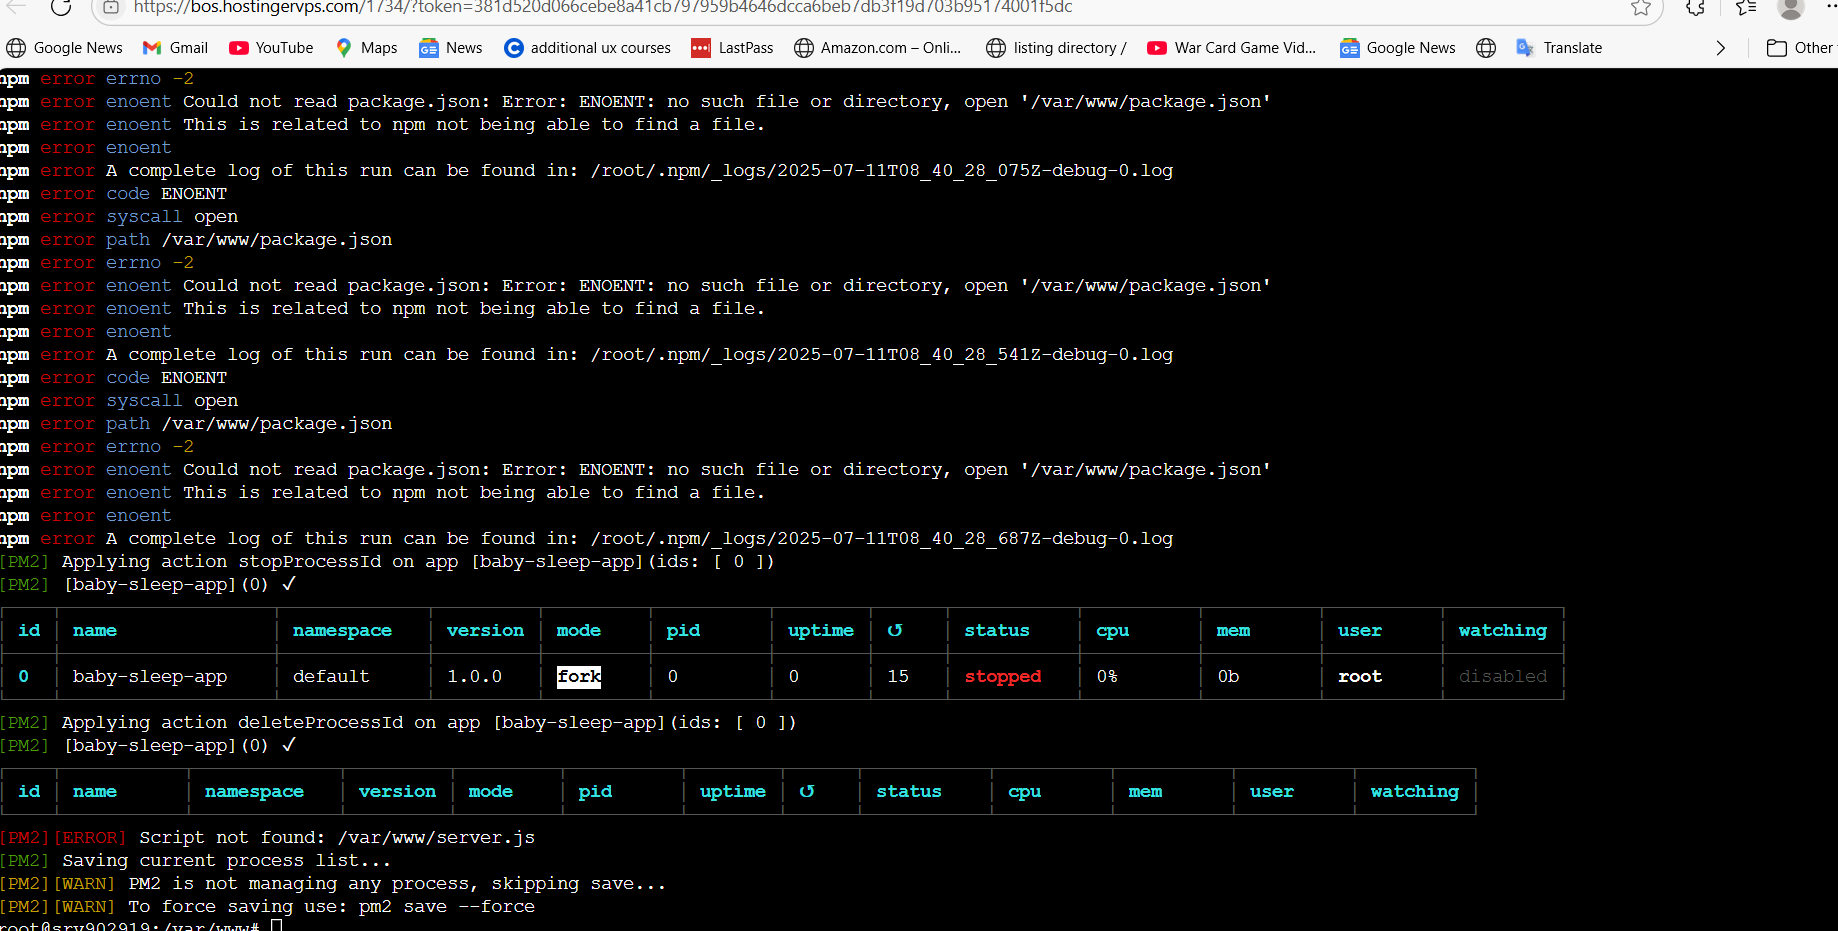 https://bos.hostingervps.com/1734/?token=381d520d066cebe8a41cb797959b4646dcca6beb7db3f19d703b95174001f5dc
Google News Gmail YouTube Maps News additional ux courses LastPass Amazon.com – Onli... listing directory / War Card Game Vid... Google News Translate Other
npm error errno -2
npm error enoent Could not read package.json: Error: ENOENT: no such file or directory, open '/var/www/package.json'
npm error enoent This is related to npm not being able to find a file.
npm error enoent
npm error A complete log of this run can be found in: /root/.npm/_logs/2025-07-11T08_40_28_075Z-debug-0.log
npm error code ENOENT
npm error syscall open
npm error path /var/www/package.json
npm error errno -2
npm error enoent Could not read package.json: Error: ENOENT: no such file or directory, open '/var/www/package.json'
npm error enoent This is related to npm not being able to find a file.
npm error enoent
npm error A complete log of this run can be found in: /root/.npm/_logs/2025-07-11T08_40_28_541Z-debug-0.log
npm error code ENOENT
npm error syscall open
npm error path /var/www/package.json
npm error errno -2
npm error enoent Could not read package.json: Error: ENOENT: no such file or directory, open '/var/www/package.json'
npm error enoent This is related to npm not being able to find a file.
npm error enoent
npm error A complete log of this run can be found in: /root/.npm/_logs/2025-07-11T08_40_28_687Z-debug-0.log
[PM2] Applying action stopProcessId on app [baby-sleep-app](ids: [ 0 ])
[PM2] [baby-sleep-app](0) ✓
id name namespace version mode pid uptime ↺ status cpu mem user watching
0 baby-sleep-app default 1.0.0 fork 0 0 15 stopped 0% 0b root disabled
[PM2] Applying action deleteProcessId on app [baby-sleep-app](ids: [ 0 ])
[PM2] [baby-sleep-app](0) ✓
id name namespace version mode pid uptime ↺ status cpu mem user watching
[PM2][ERROR] Script not found: /var/www/server.js
[PM2] Saving current process list...
[PM2][WARN] PM2 is not managing any process, skipping save...
[PM2][WARN] To force saving use: pm2 save --force
root@srv902919:/var/www#